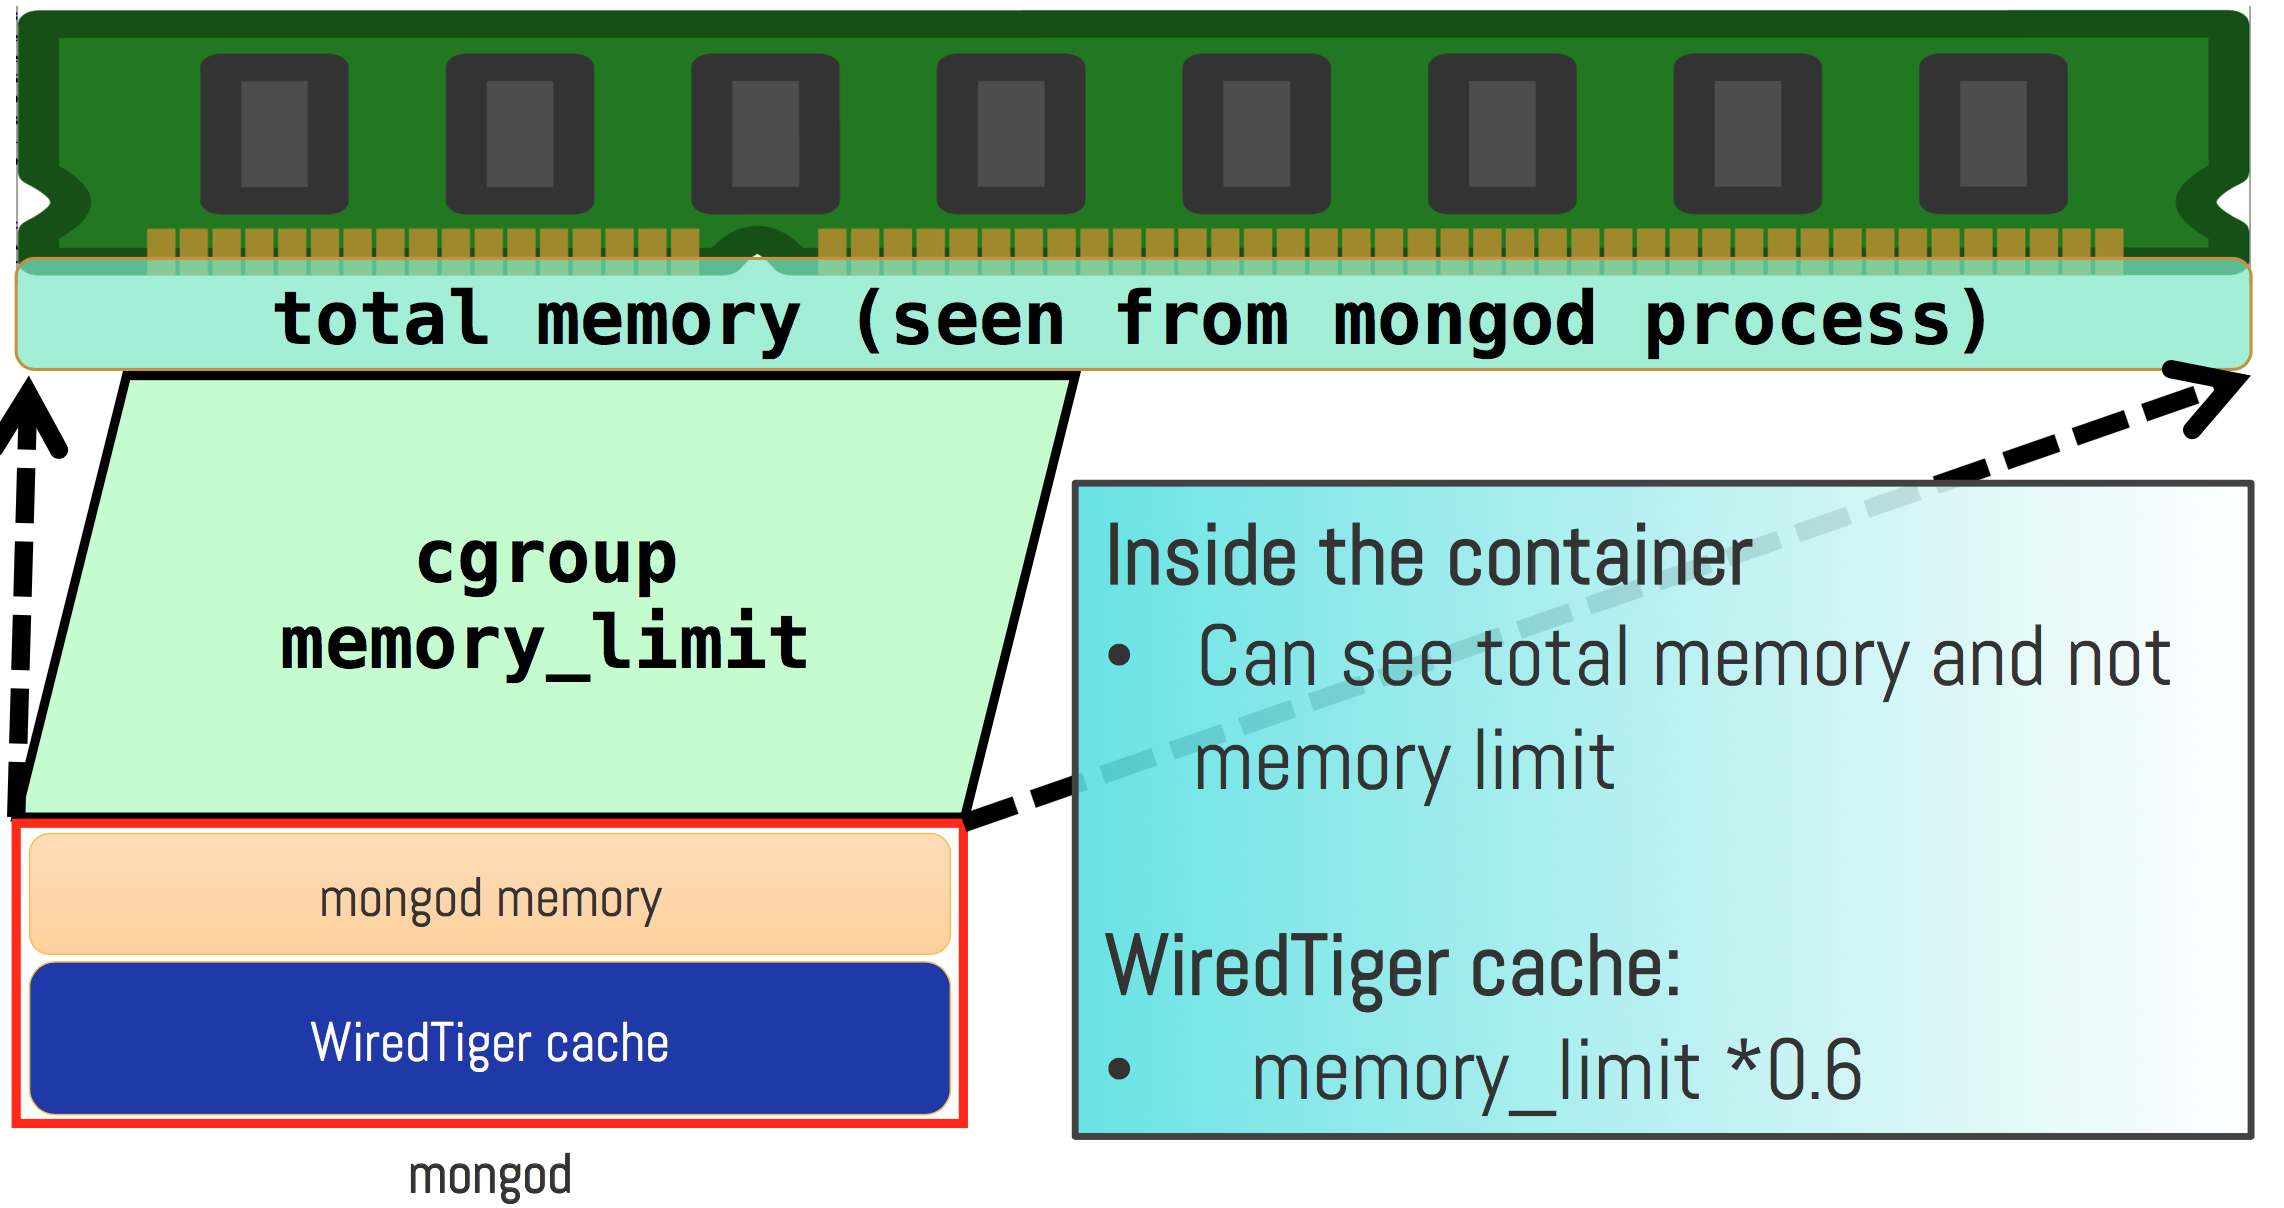 total memory (seen from mongod process)
cgroup
memory_limit
Inside the container
• Can see total memory and not
memory limit
WiredTiger cache:
• memory_limit *0.6
mongod memory
WiredTiger cache
mongod